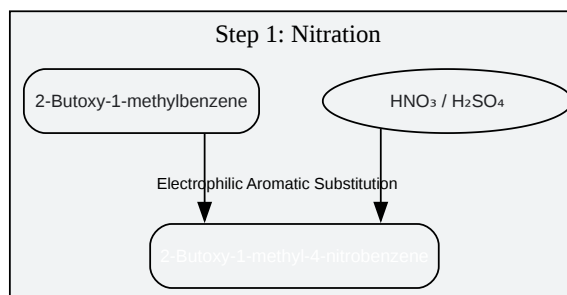 Step 1: Nitration
2-Butoxy-1-methylbenzene
HNO₃ / H₂SO₄
Electrophilic Aromatic Substitution
2-Butoxy-1-methyl-4-nitrobenzene